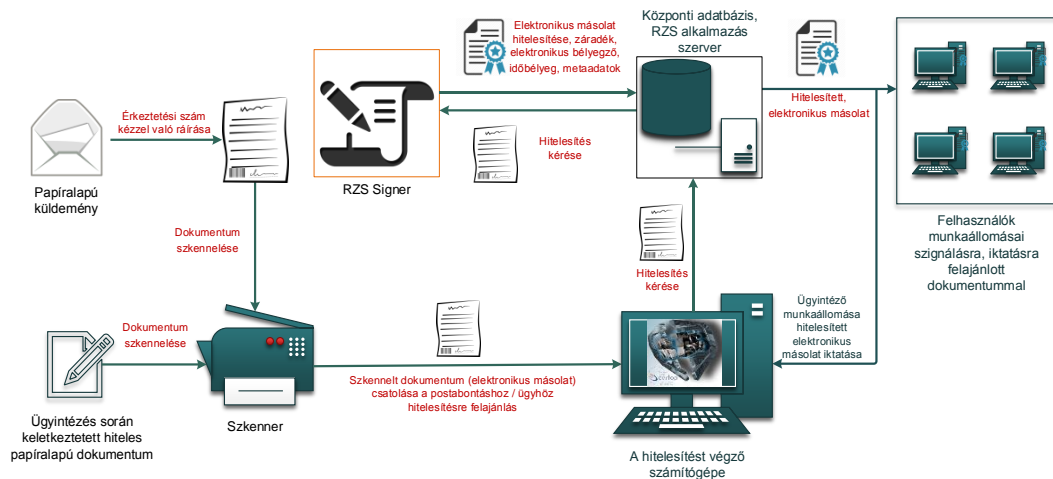 Elektronikus másolat
hitelesítése, záradék,
elektronikus bélyegző,
időbélyeg, metaadatok
Központi adatbázis,
RZS alkalmazás
szerver
Hitelesített,
elektronikus másolat
Érkeztetési szám
kézzel való ráírása
Hitelesítés
kérése
Papíralapú
küldemény
RZS Signer
Felhasználók
munkaállomásai
szignálásra, iktatásra
felajánlott
dokumentummal
Dokumentum
szkennelése
Hitelesítés
kérése
Ügyintéző
munkaállomása
hitelesített
elektronikus
másolat iktatása
Dokumentum
szkennelése
Szkennelt dokumentum (elektronikus másolat)
csatolása a postabontáshoz / ügyhöz
hitelesítésre felajánlás
Ügyintézés során
keletkeztetett hiteles
papíralapú dokumentum
Szkenner
A hitelesítést végző
számítógépe